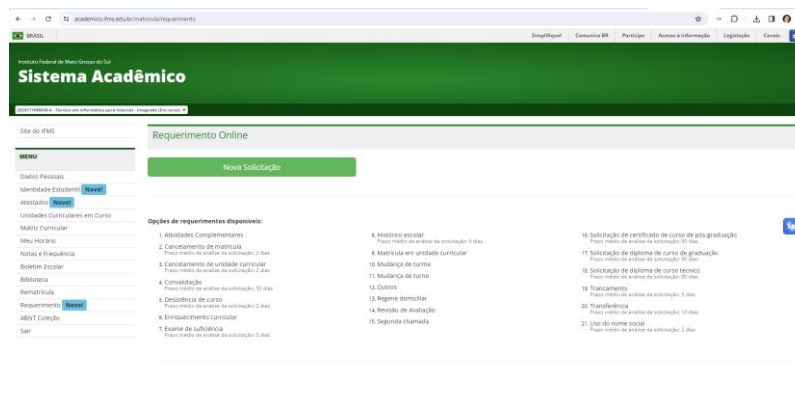 academico.ifms.edu.br/matricula/requerimento
BRASIL
Simplifique! Comunica BR Participe Acesso à informação Legislação Canais
Instituto Federal de Mato Grosso do Sul
Sistema Acadêmico
Técnico em Informática para Internet - Integrado (Em curso)
Site do IFMS
MENU
Dados Pessoais
Identidade Estudantil Novo!
Atestados Novo!
Unidades Curriculares em Curso
Matriz Curricular
Meu Horário
Notas e Frequência
Boletim Escolar
Biblioteca
Rematrícula
Requerimento Novo!
ABNT Coleção
Sair
Requerimento Online
Nova Solicitação
Opções de requerimentos disponíveis:
1. Atividades Complementares
2. Cancelamento de matrícula
Prazo médio de análise da solicitação: 2 dias
3. Cancelamento de unidade curricular
Prazo médio de análise da solicitação: 2 dias
4. Convalidação
Prazo médio de análise da solicitação: 30 dias
5. Desistência de curso
Prazo médio de análise da solicitação: 2 dias
6. Enriquecimento curricular
7. Exame de suficiência
Prazo médio de análise da solicitação: 5 dias
8. Histórico escolar
Prazo médio de análise da solicitação: 5 dias
9. Matrícula em unidade curricular
10. Mudança de turma
11. Mudança de turno
12. Outros
13. Regime domiciliar
14. Revisão de Avaliação
15. Segunda chamada
16. Solicitação de certificado de curso de pós graduação
Prazo médio de análise da solicitação: 90 dias
17. Solicitação de diploma de curso de graduação
Prazo médio de análise da solicitação: 90 dias
18. Solicitação de diploma de curso técnico
Prazo médio de análise da solicitação: 90 dias
19. Trancamento
Prazo médio de análise da solicitação: 5 dias
20. Transferência
Prazo médio de análise da solicitação: 10 dias
21. Uso do nome social
Prazo médio de análise da solicitação: 2 dias